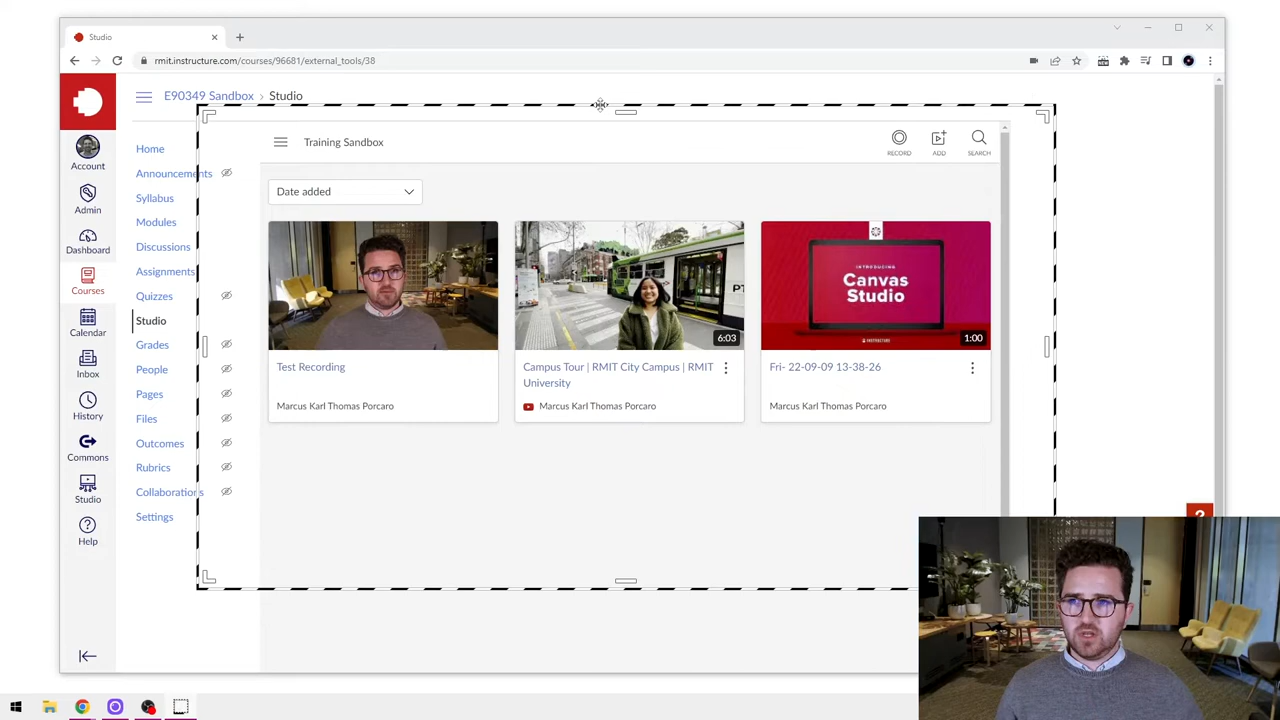 Studio
rmit.instructure.com/courses/96681/external_tools/38
E90349 Sandbox › Studio
Account
Admin
Dashboard
Courses
Calendar
Inbox
History
Commons
Studio
Help
Home
Announcements
Syllabus
Modules
Discussions
Assignments
Quizzes
Studio
Grades
People
Pages
Files
Outcomes
Rubrics
Collaborations
Settings
Training Sandbox
RECORD
ADD
SEARCH
Date added
Test Recording
Marcus Karl Thomas Porcaro
PT
6:03
Campus Tour | RMIT City Campus | RMIT
University
Marcus Karl Thomas Porcaro
INTRODUCING
Canvas
Studio
INSTRUCTURE
1:00
Fri- 22-09-09 13-38-26
Marcus Karl Thomas Porcaro
?